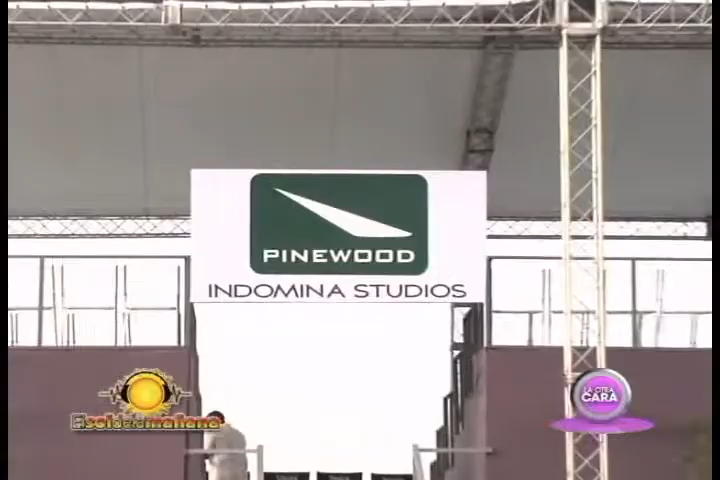 PINEWOOD
INDOMINA STUDIOS
El sol de la mañana
LA OTRA
CARA